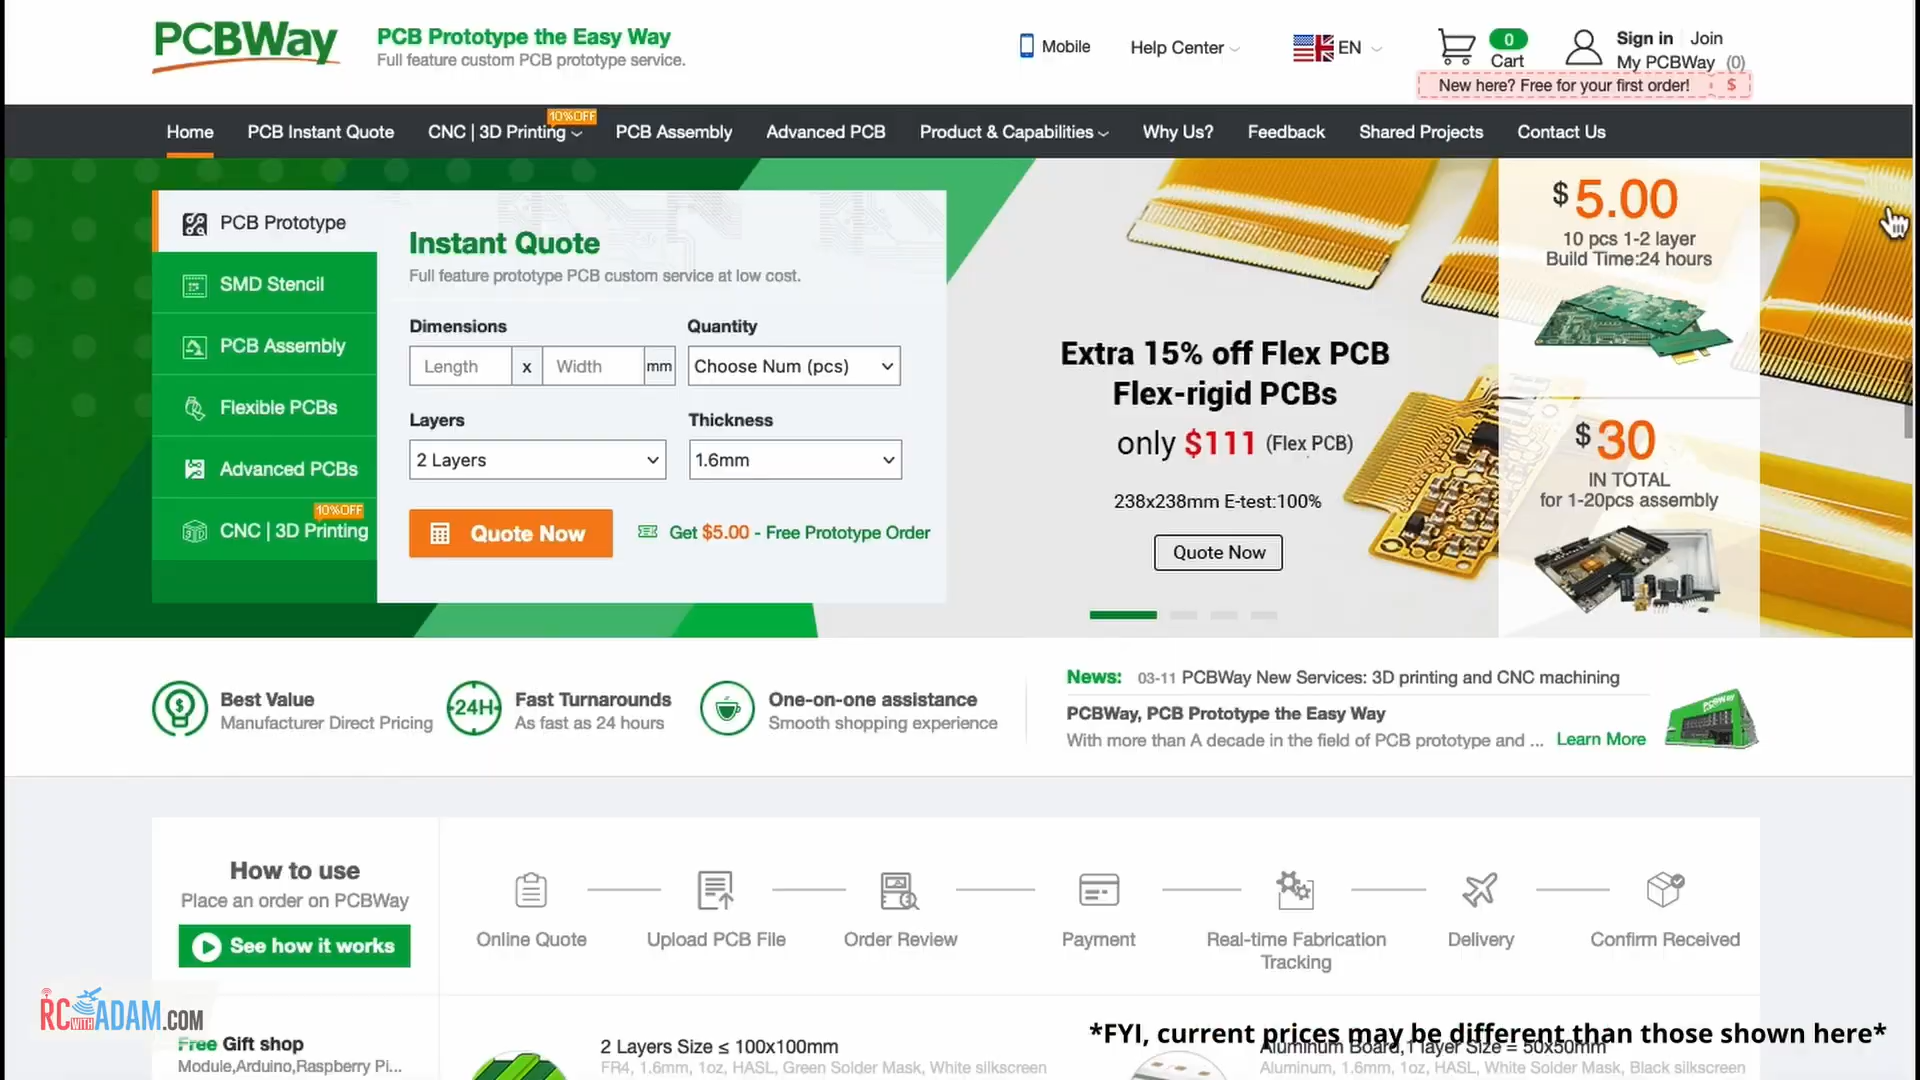 PCBWay
PCB Prototype the Easy Way
Full feature custom PCB prototype service.
Mobile
Help Center
EN
0
Cart
Sign in Join
My PCBWay (0)
New here? Free for your first order! $
10%OFF
Home PCB Instant Quote CNC | 3D Printing PCB Assembly Advanced PCB Product & Capabilities Why Us? Feedback Shared Projects Contact Us
PCB Prototype
SMD Stencil
PCB Assembly
Flexible PCBs
Advanced PCBs
10%OFF
CNC | 3D Printing
Instant Quote
Full feature prototype PCB custom service at low cost.
Dimensions Quantity
Length x Width mm Choose Num (pcs)
Layers Thickness
2 Layers 1.6mm
Quote Now Get $5.00 - Free Prototype Order
Extra 15% off Flex PCB
Flex-rigid PCBs
only $111 (Flex PCB)
238x238mm E-test:100%
Quote Now
$5.00
10 pcs 1-2 layer
Build Time:24 hours
$30
IN TOTAL
for 1-20pcs assembly
Best Value
Manufacturer Direct Pricing
24H
Fast Turnarounds
As fast as 24 hours
One-on-one assistance
Smooth shopping experience
News: 03-11 PCBWay New Services: 3D printing and CNC machining
PCBWay, PCB Prototype the Easy Way
With more than A decade in the field of PCB prototype and ... Learn More
PCBWay
How to use
Place an order on PCBWay
See how it works
Online Quote
Upload PCB File
Order Review
Payment
Real-time Fabrication
Tracking
Delivery
Confirm Received
RC WITH ADAM.COM
Free Gift shop
Module,Arduino,Raspberry Pi...
2 Layers Size ≤ 100x100mm
FR4, 1.6mm, 1oz, HASL, Green Solder Mask, White silkscreen
*FYI, current prices may be different than those shown here*
Aluminum Board,1 layer Size = 50x50mm
Aluminum, 1.6mm, 1oz, HASL, White Solder Mask, Black silkscreen